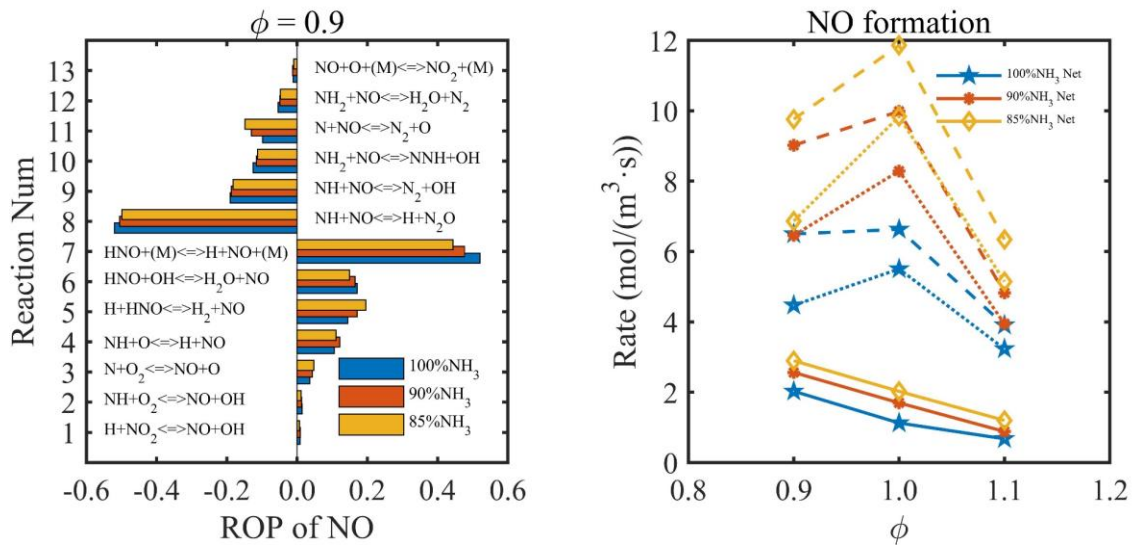 ϕ = 0.9
Reaction Num
13
12
11
10
9
8
7
6
5
4
3
2
1
NO+O+(M)<=>NO₂+(M)
NH₂+NO<=>H₂O+N₂
N+NO<=>N₂+O
NH₂+NO<=>NNH+OH
NH+NO<=>N₂+OH
NH+NO<=>H+N₂O
HNO+(M)<=>H+NO+(M)
HNO+OH<=>H₂O+NO
H+HNO<=>H₂+NO
NH+O<=>H+NO
N+O₂<=>NO+O
NH+O₂<=>NO+OH
H+NO₂<=>NO+OH
100%NH₃
90%NH₃
85%NH₃
-0.6 -0.4 -0.2 0.0 0.2 0.4 0.6
ROP of NO
NO formation
Rate (mol/(m³·s))
12
10
8
6
4
2
0
100%NH₃ Net
90%NH₃ Net
85%NH₃ Net
0.8 0.9 1.0 1.1 1.2
ϕ